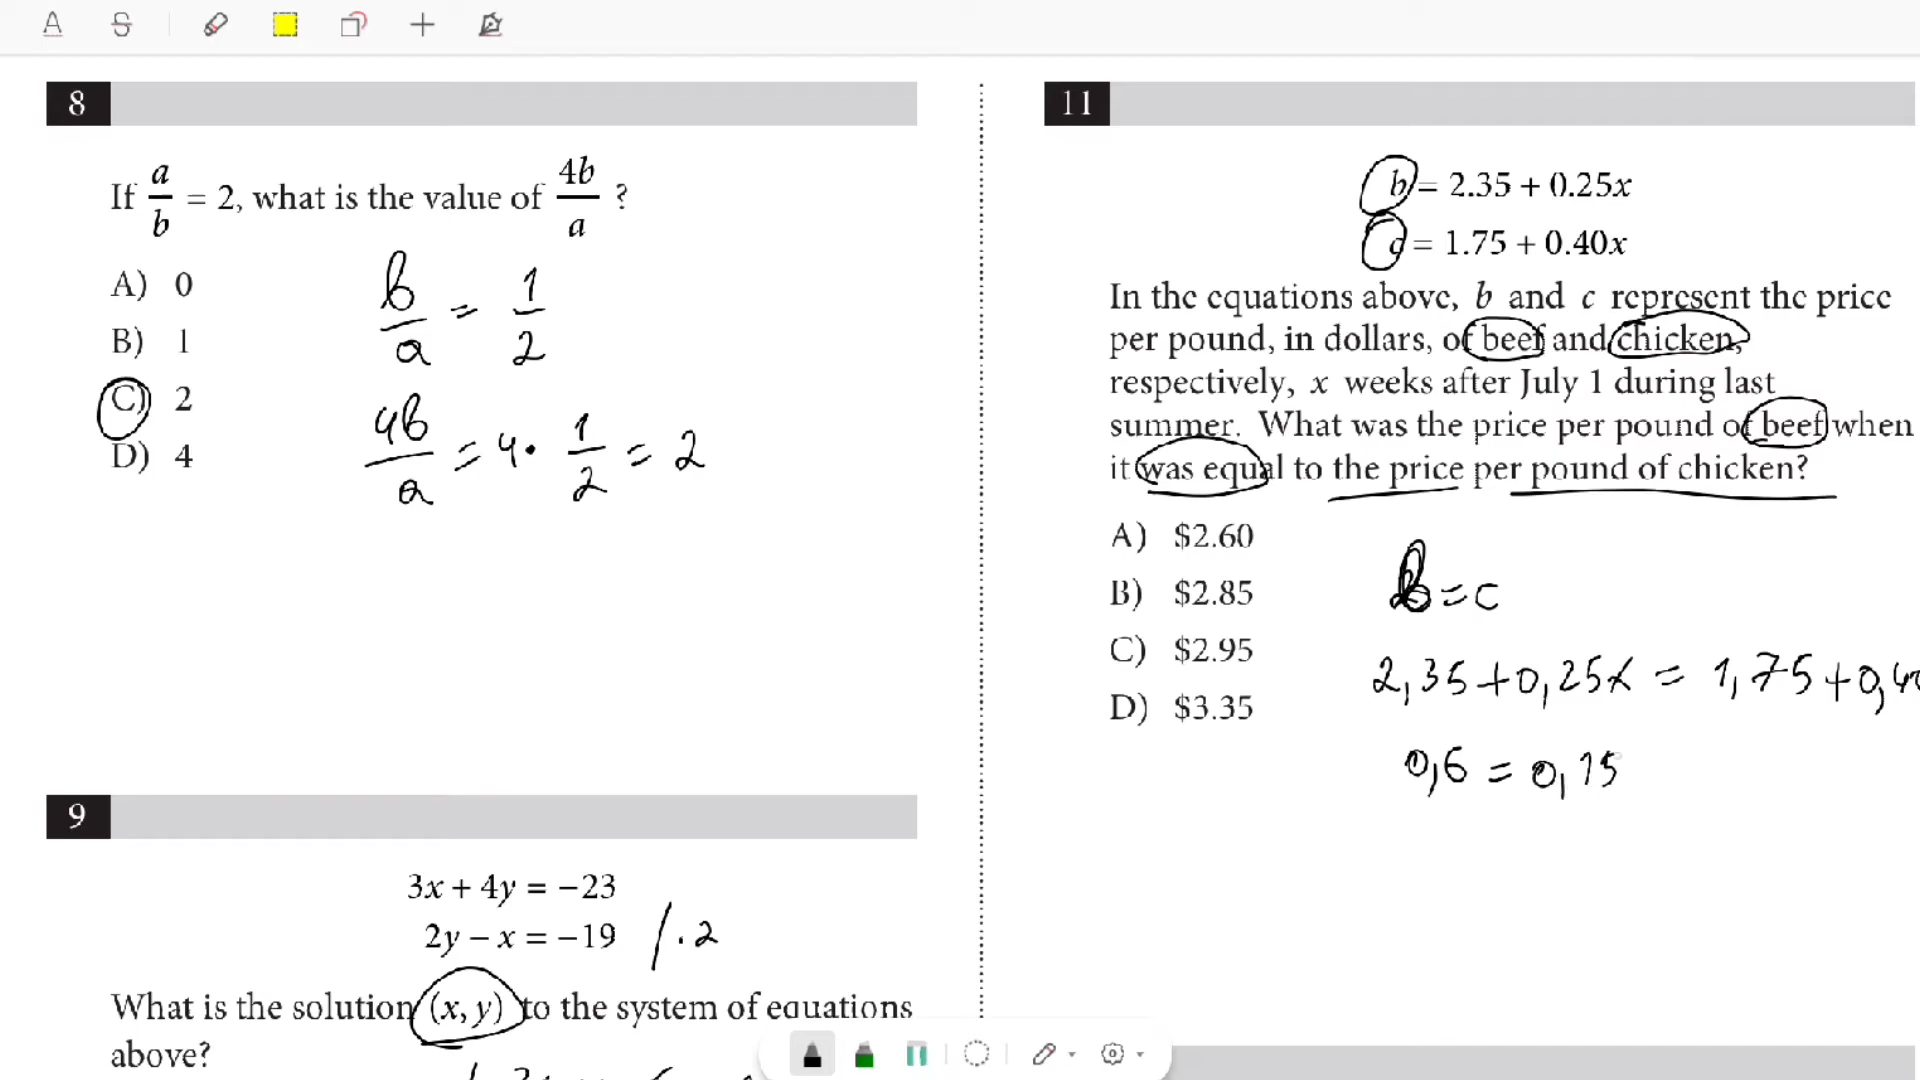 8
If a/b = 2, what is the value of 4b/a ?
A) 0
B) 1
C) 2
D) 4
b/a = 1/2
4b/a = 4 · 1/2 = 2
9
3x + 4y = −23
2y − x = −19 / . 2
What is the solution (x, y) to the system of equations
above?
11
b = 2.35 + 0.25x
c = 1.75 + 0.40x
In the equations above, b and c represent the price
per pound, in dollars, of beef and chicken,
respectively, x weeks after July 1 during last
summer. What was the price per pound of beef when
it was equal to the price per pound of chicken?
A) $2.60
B) $2.85
C) $2.95
D) $3.35
b = c
2,35+0,25x = 1,75+0,40
0,6 = 0,15